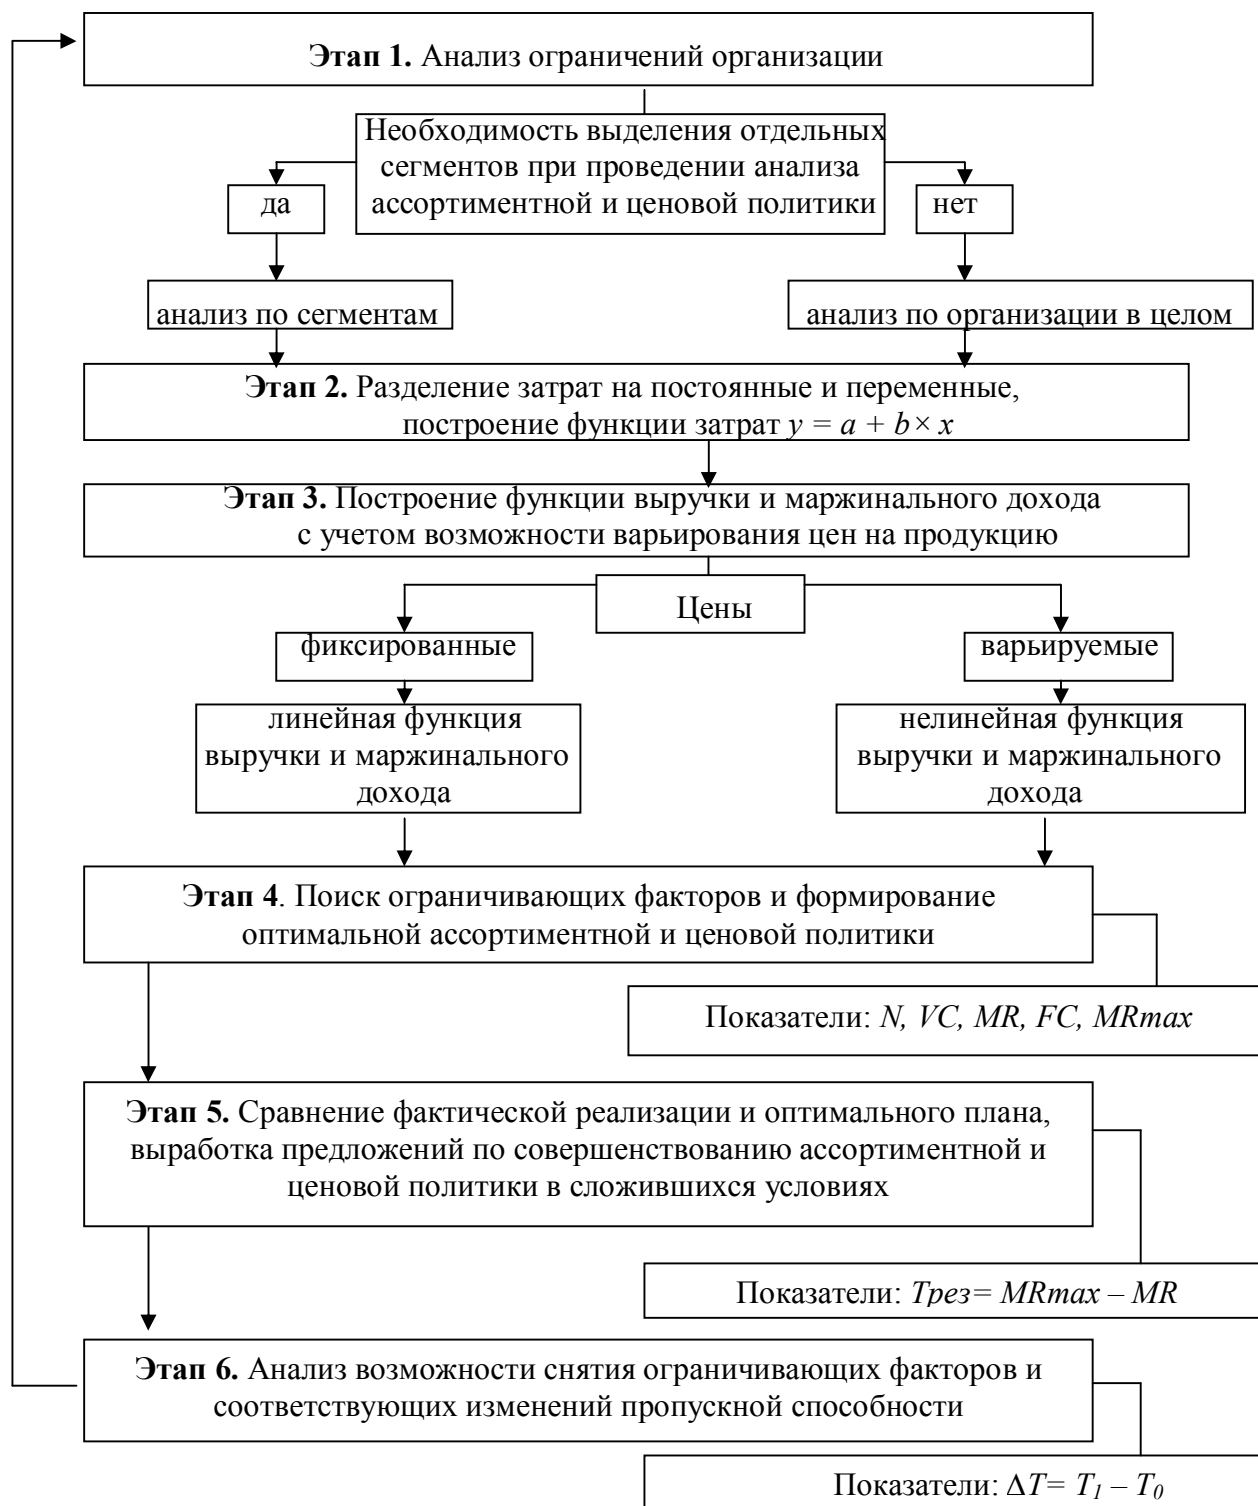 Этап 1. Анализ ограничений организации
Необходимость выделения отдельных
сегментов при проведении анализа
ассортиментной и ценовой политики
да
нет
анализ по сегментам
анализ по организации в целом
Этап 2. Разделение затрат на постоянные и переменные,
построение функции затрат y = a + b× x
Этап 3. Построение функции выручки и маржинального дохода
с учетом возможности варьирования цен на продукцию
Цены
фиксированные
варьируемые
линейная функция
выручки и маржинального
дохода
нелинейная функция
выручки и маржинального
дохода
Этап 4. Поиск ограничивающих факторов и формирование
оптимальной ассортиментной и ценовой политики
Показатели: N, VC, MR, FC, MRmax
Этап 5. Сравнение фактической реализации и оптимального плана,
выработка предложений по совершенствованию ассортиментной и
ценовой политики в сложившихся условиях
Показатели: Tрез= MRmax – MR
Этап 6. Анализ возможности снятия ограничивающих факторов и
соответствующих изменений пропускной способности
Показатели: ΔT= T₁ – T₀